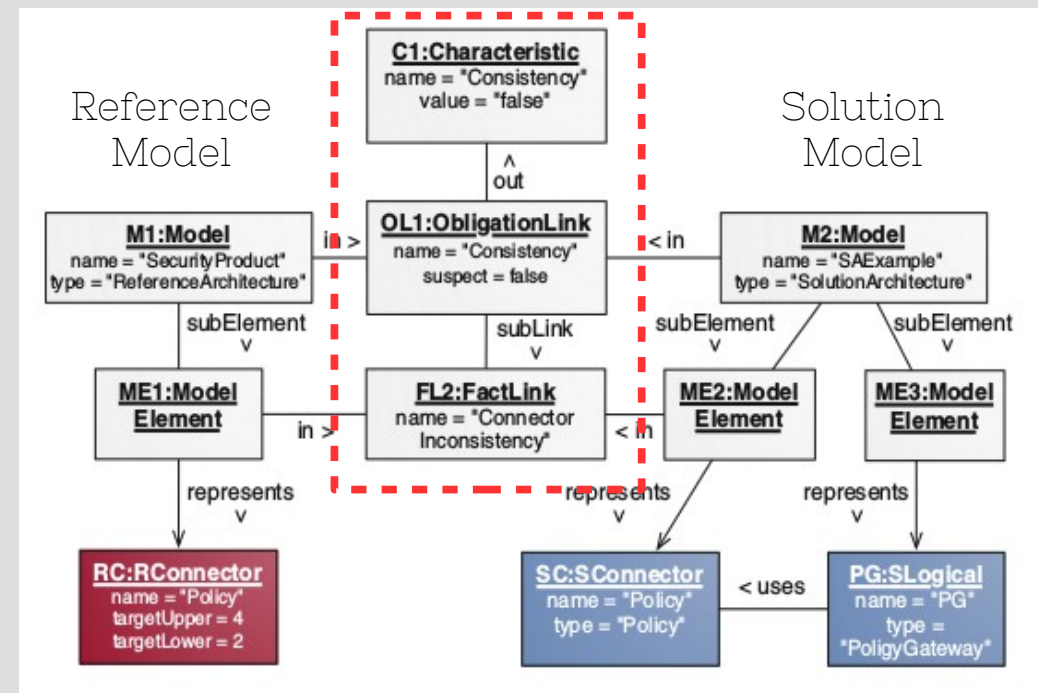 C1:Characteristic
name = "Consistency"
value = "false"
Reference
Model
Solution
Model
^
out
M1:Model
name = "SecurityProduct"
type = "ReferenceArchitecture"
in >
OL1:ObligationLink
name = "Consistency"
suspect = false
< in
M2:Model
name = "SAExample"
type = "SolutionArchitecture"
subElement
v
subLink
v
subElement
v
subElement
v
ME1:Model
Element
in >
FL2:FactLink
name = "Connector
Inconsistency"
< in
ME2:Model
Element
ME3:Model
Element
represents
v
represents
v
represents
v
RC:RConnector
name = "Policy"
targetUpper = 4
targetLower = 2
SC:SConnector
name = "Policy"
type = "Policy"
< uses
PG:SLogical
name = "PG"
type =
"PoligyGateway"